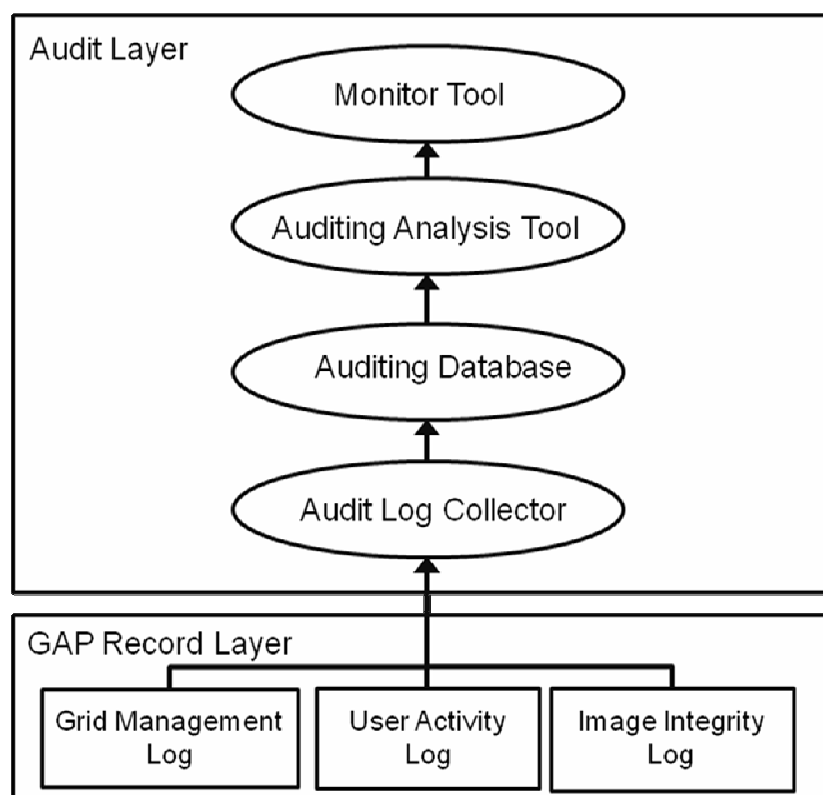 Audit Layer
Monitor Tool
Auditing Analysis Tool
Auditing Database
Audit Log Collector
GAP Record Layer
Grid Management
Log
User Activity
Log
Image Integrity
Log